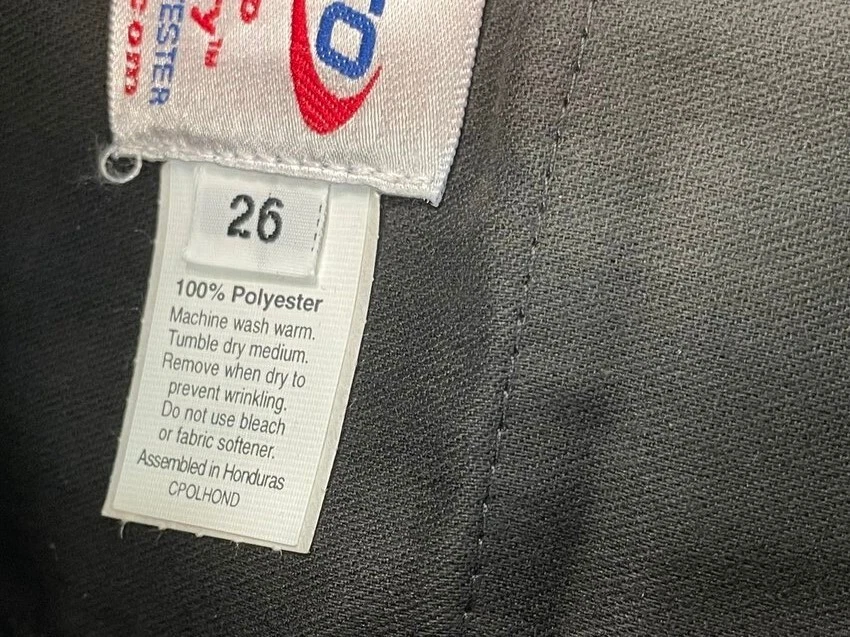 26
100% Polyester
Machine wash warm.
Tumble dry medium.
Remove when dry to
prevent wrinkling.
Do not use bleach
or fabric softener.
Assembled in Honduras
CPOLHOND